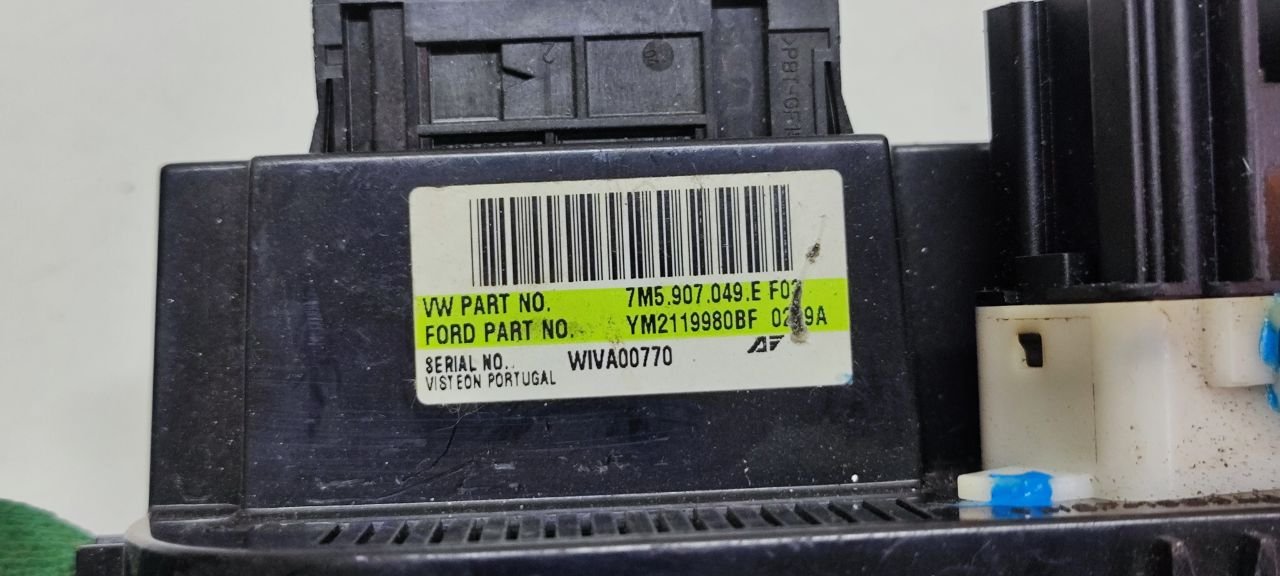 VW PART NO. 7M5.907.049.E
FORD PART NO. YM2119980BF
SERIAL NO. WIVA00770
VISTEON PORTUGAL